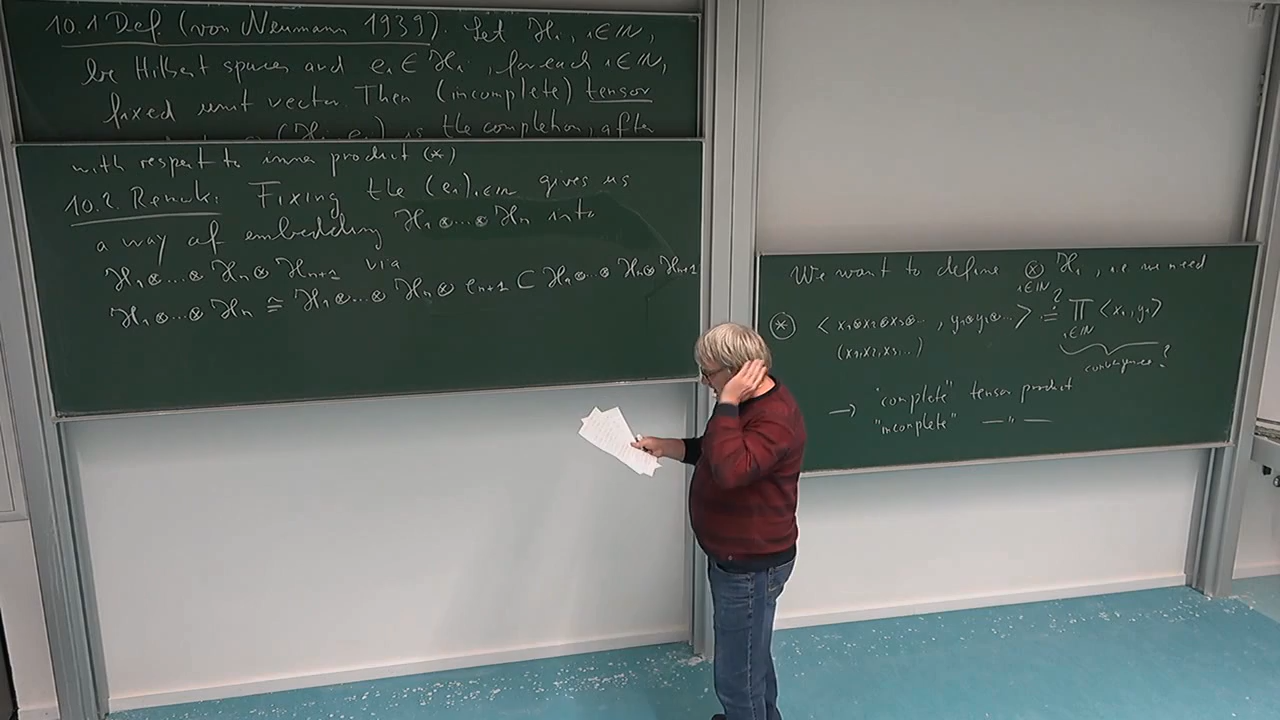 10.1 Def. (von Neumann 1939). Let ℋᵢ, i∈ℕ,
be Hilbert spaces and eᵢ ∈ ℋᵢ, for each i∈ℕ,
fixed unit vector. Then (incomplete) tensor
(ℋᵢ, eᵢ) is the completion, after
with respect to inner product (*)
10.2. Remark: Fixing the (eᵢ)ᵢ∈ℕ gives us
a way of embedding ℋ₁⊗...⊗ ℋₙ into
ℋ₁⊗...⊗ ℋₙ⊗ ℋₙ₊₁ via
ℋ₁⊗...⊗ ℋₙ ≅ ℋ₁⊗...⊗ ℋₙ⊗ eₙ₊₁ ⊂ ℋ₁⊗...⊗ ℋₙ⊗ ℋₙ₊₁
We want to define ⊗ᵢ∈ℕ ℋᵢ, i.e. we need
(*) < x₁⊗x₂⊗x₃⊗... , y₁⊗y₂⊗... > ≟ ∏ᵢ∈ℕ <xᵢ, yᵢ>
(x₁,x₂,x₃,...)
convergence?
→ "complete" tensor product
"incomplete" — " —